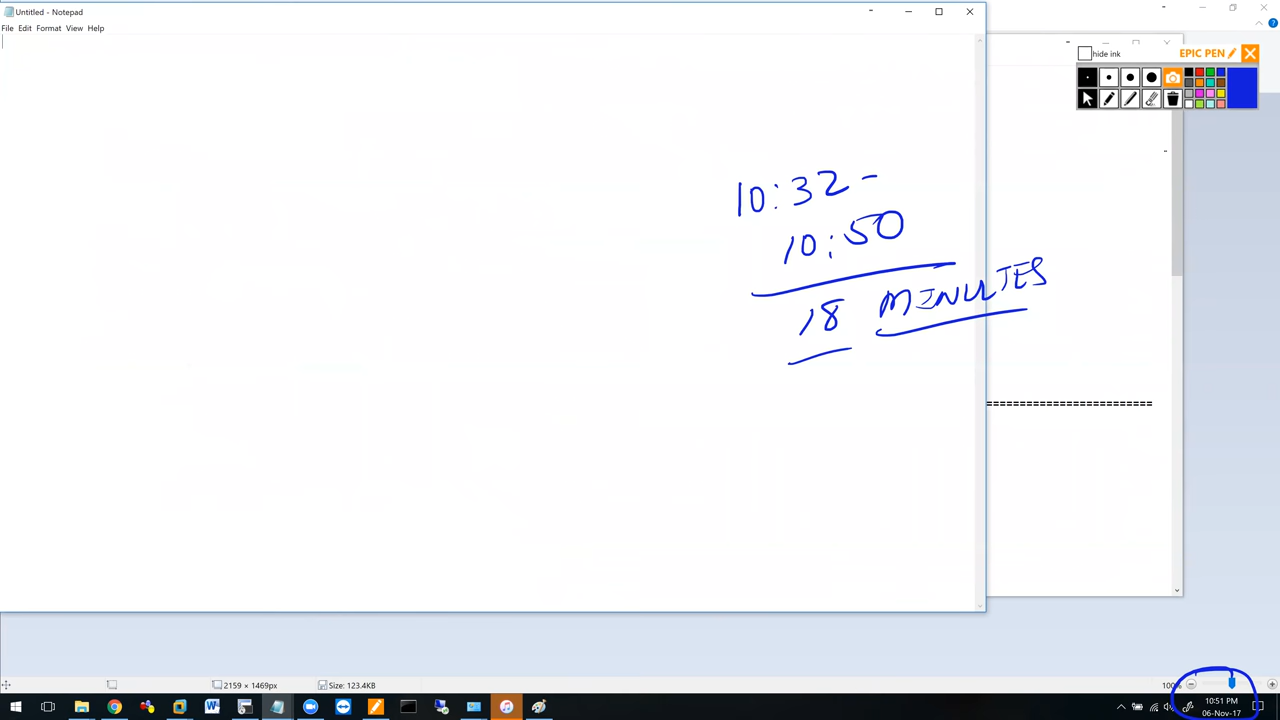 Untitled - Notepad
File Edit Format View Help
hide ink
EPIC PEN
10:32 -
10:50
18 MINUTES
=========================
2159 × 1469px
Size: 123.4KB
100%
10:51 PM
06-Nov-17